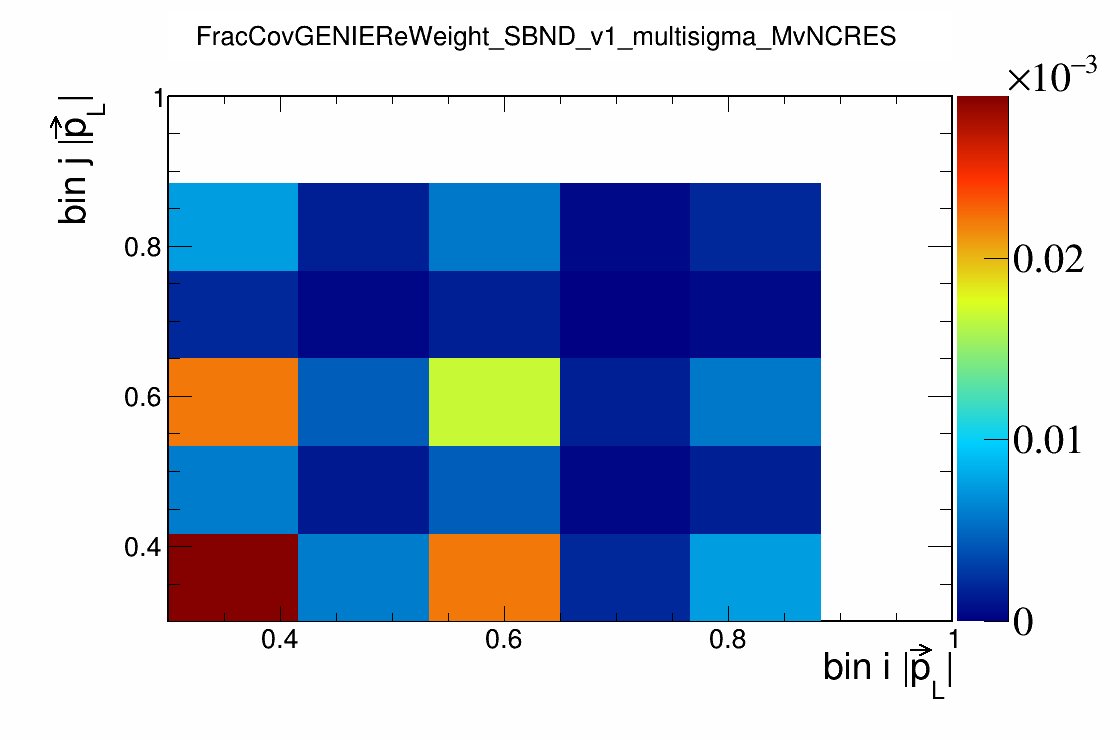 FracCovGENIEReWeight_SBND_v1_multisigma_MvNCRES
×10⁻³
bin j |p⃗_L|
1
0.8
0.6
0.4
0.02
0.01
0
0.4 0.6 0.8 1
bin i |p⃗_L|